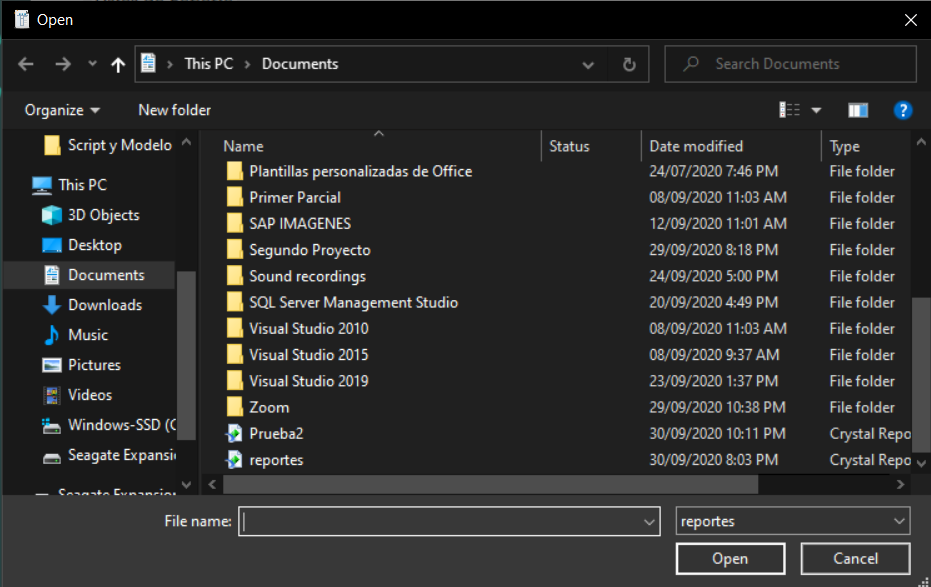 Open
This PC > Documents
Search Documents
Organize
New folder
?
Script y Modelo
This PC
3D Objects
Desktop
Documents
Downloads
Music
Pictures
Videos
Windows-SSD (C
Seagate Expansi
Seagate Expansion
Name Status Date modified Type
Plantillas personalizadas de Office 24/07/2020 7:46 PM File folder
Primer Parcial 08/09/2020 11:03 AM File folder
SAP IMAGENES 12/09/2020 11:01 AM File folder
Segundo Proyecto 29/09/2020 8:18 PM File folder
Sound recordings 24/09/2020 5:00 PM File folder
SQL Server Management Studio 20/09/2020 4:49 PM File folder
Visual Studio 2010 08/09/2020 11:03 AM File folder
Visual Studio 2015 08/09/2020 9:37 AM File folder
Visual Studio 2019 23/09/2020 1:37 PM File folder
Zoom 29/09/2020 10:38 PM File folder
Prueba2 30/09/2020 10:11 PM Crystal Repo
reportes 30/09/2020 8:03 PM Crystal Repo
File name:
reportes
Open
Cancel